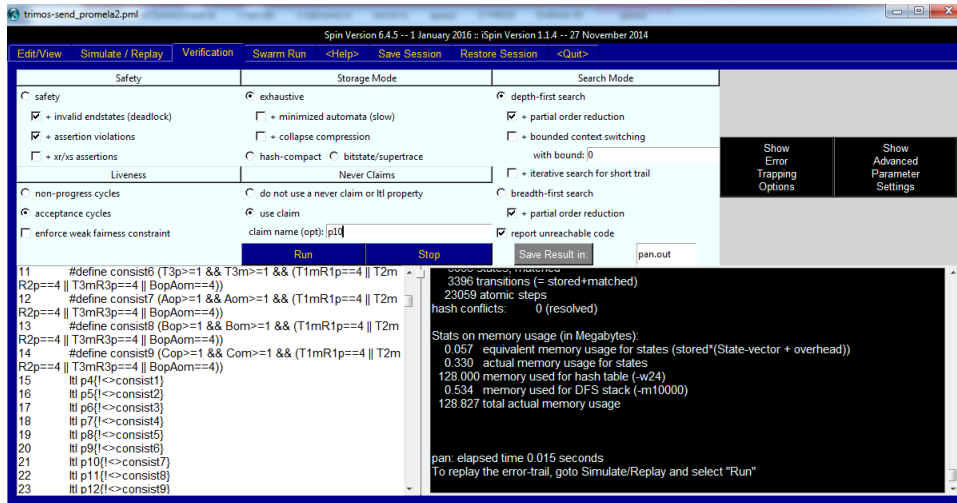 trimos-send_promela2.pml
Spin Version 6.4.5 -- 1 January 2016 :: iSpin Version 1.1.4 -- 27 November 2014
Edit/View Simulate / Replay Verification Swarm Run <Help> Save Session Restore Session <Quit>
Safety Storage Mode Search Mode
safety exhaustive depth-first search
+ invalid endstates (deadlock) + minimized automata (slow) + partial order reduction
+ assertion violations + collapse compression + bounded context switching
+ xr/xs assertions hash-compact bitstate/supertrace with bound: 0
Liveness Never Claims + iterative search for short trail
non-progress cycles do not use a never claim or ltl property breadth-first search
acceptance cycles use claim + partial order reduction
enforce weak fairness constraint claim name (opt): p10 report unreachable code
Run Stop Save Result in: pan.out
Show Error Trapping Options
Show Advanced Parameter Settings
11 #define consist6 (T3p>=1 && T3m>=1 && (T1mR1p==4 || T2m
R2p==4 || T3mR3p==4 || BopAom==4))
12 #define consist7 (Aop>=1 && Aom>=1 && (T1mR1p==4 || T2m
R2p==4 || T3mR3p==4 || BopAom==4))
13 #define consist8 (Bop>=1 && Bom>=1 && (T1mR1p==4 || T2m
R2p==4 || T3mR3p==4 || BopAom==4))
14 #define consist9 (Cop>=1 && Com>=1 && (T1mR1p==4 || T2m
R2p==4 || T3mR3p==4 || BopAom==4))
15 ltl p4{!<>consist1}
16 ltl p5{!<>consist2}
17 ltl p6{!<>consist3}
18 ltl p7{!<>consist4}
19 ltl p8{!<>consist5}
20 ltl p9{!<>consist6}
21 ltl p10{!<>consist7}
22 ltl p11{!<>consist8}
23 ltl p12{!<>consist9}
states, matched
3396 transitions (= stored+matched)
23059 atomic steps
hash conflicts: 0 (resolved)
Stats on memory usage (in Megabytes):
0.057 equivalent memory usage for states (stored*(State-vector + overhead))
0.330 actual memory usage for states
128.000 memory used for hash table (-w24)
0.534 memory used for DFS stack (-m10000)
128.827 total actual memory usage
pan: elapsed time 0.015 seconds
To replay the error-trail, goto Simulate/Replay and select "Run"